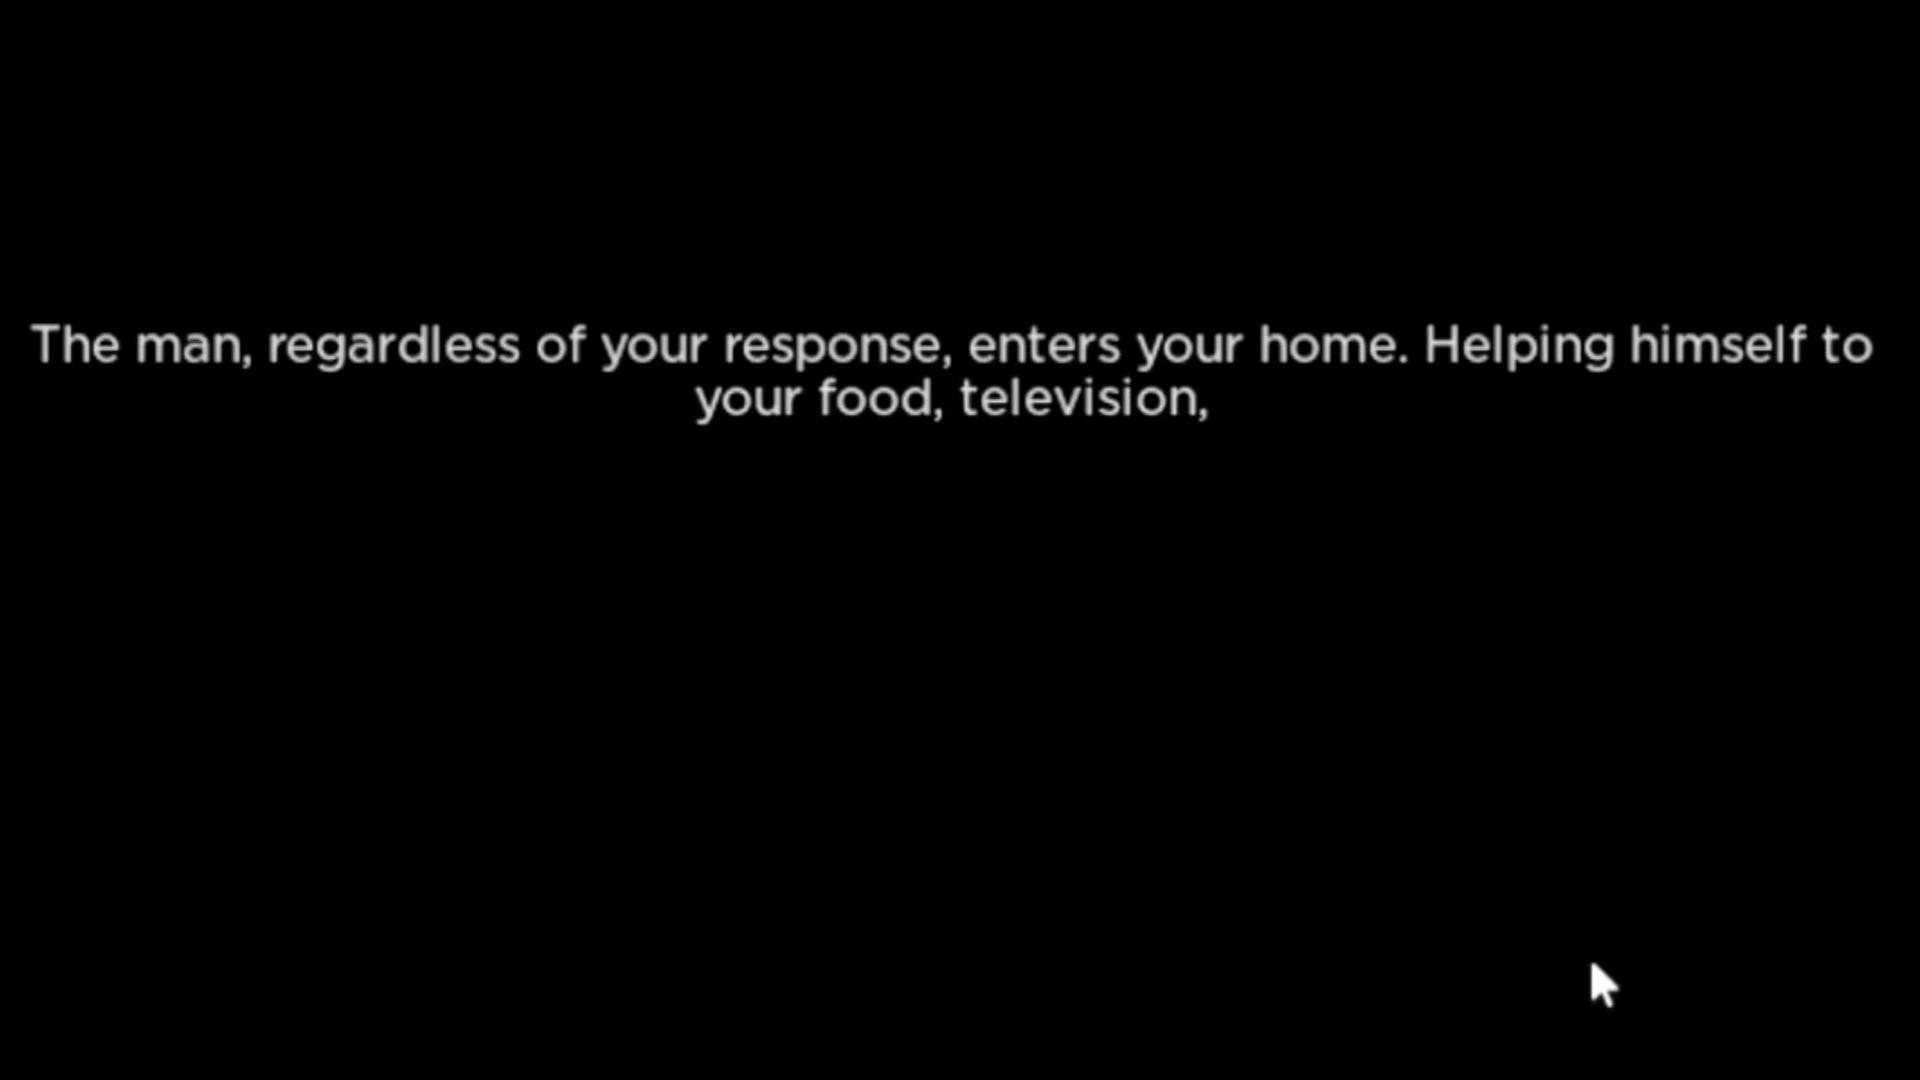 The man, regardless of your response, enters your home. Helping himself to
your food, television,